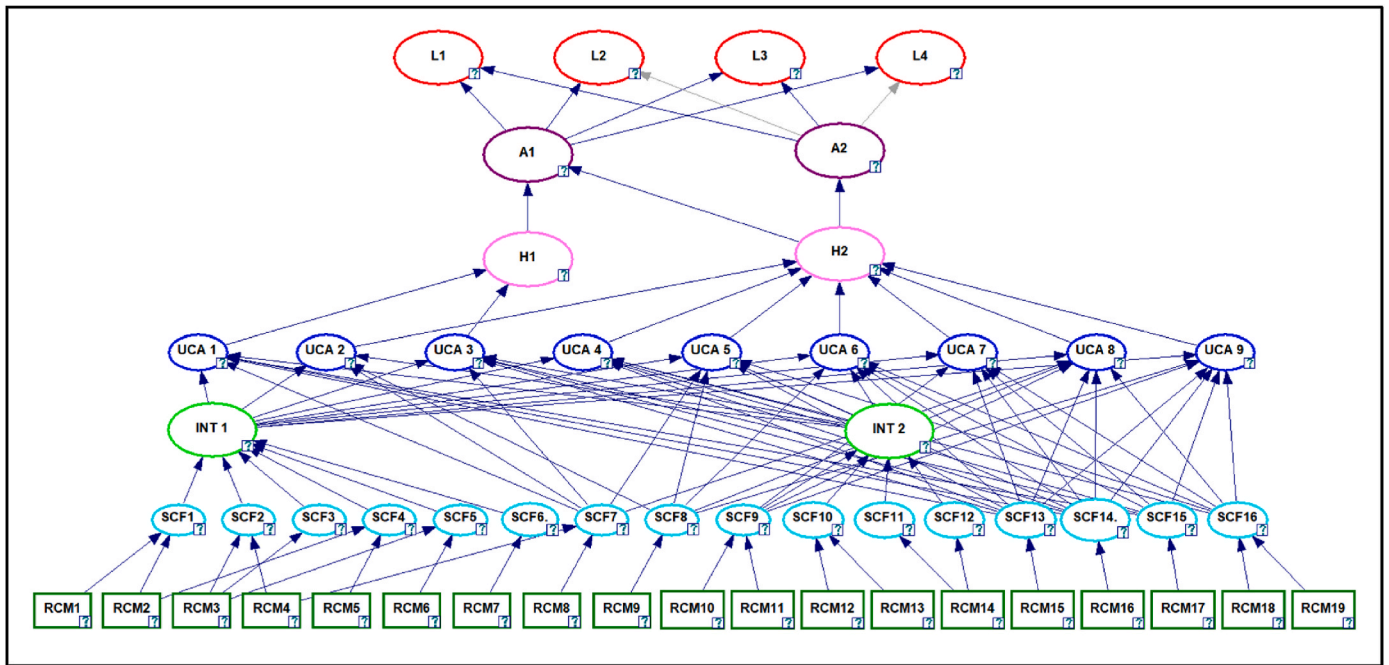 L1 ? L2 ? L3 ? L4 ?
A1 ? A2 ?
H1 ? H2 ?
UCA 1 ? UCA 2 ? UCA 3 ? UCA 4 ? UCA 5 ? UCA 6 ? UCA 7 ? UCA 8 ? UCA 9 ?
INT 1 ? INT 2 ?
SCF1 ? SCF2 ? SCF3 ? SCF4 ? SCF5 ? SCF6. ? SCF7 ? SCF8 ? SCF9 ? SCF10 ? SCF11 ? SCF12 ? SCF13 ? SCF14. ? SCF15 ? SCF16 ?
RCM1 ? RCM2 ? RCM3 ? RCM4 ? RCM5 ? RCM6 ? RCM7 ? RCM8 ? RCM9 ? RCM10 ? RCM11 ? RCM12 ? RCM13 ? RCM14 ? RCM15 ? RCM16 ? RCM17 ? RCM18 ? RCM19 ?